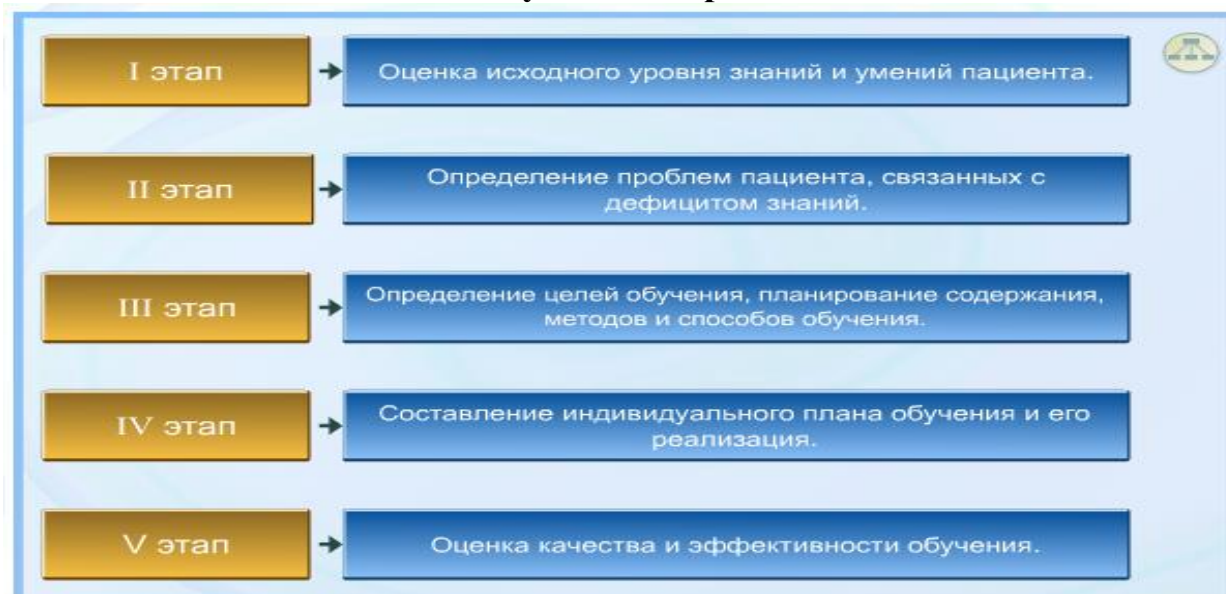 I этап
Оценка исходного уровня знаний и умений пациента.
II этап
Определение проблем пациента, связанных с
дефицитом знаний.
III этап
Определение целей обучения, планирование содержания,
методов и способов обучения.
IV этап
Составление индивидуального плана обучения и его
реализация.
V этап
Оценка качества и эффективности обучения.